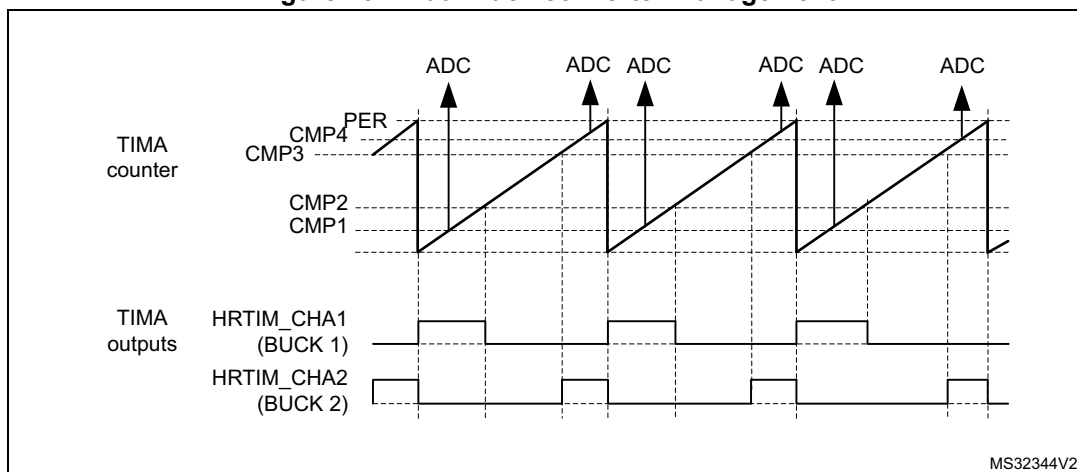 ADC ADC ADC ADC ADC ADC
PER
CMP4
CMP3
TIMA
counter
CMP2
CMP1
TIMA
outputs
HRTIM_CHA1
(BUCK 1)
HRTIM_CHA2
(BUCK 2)
MS32344V2